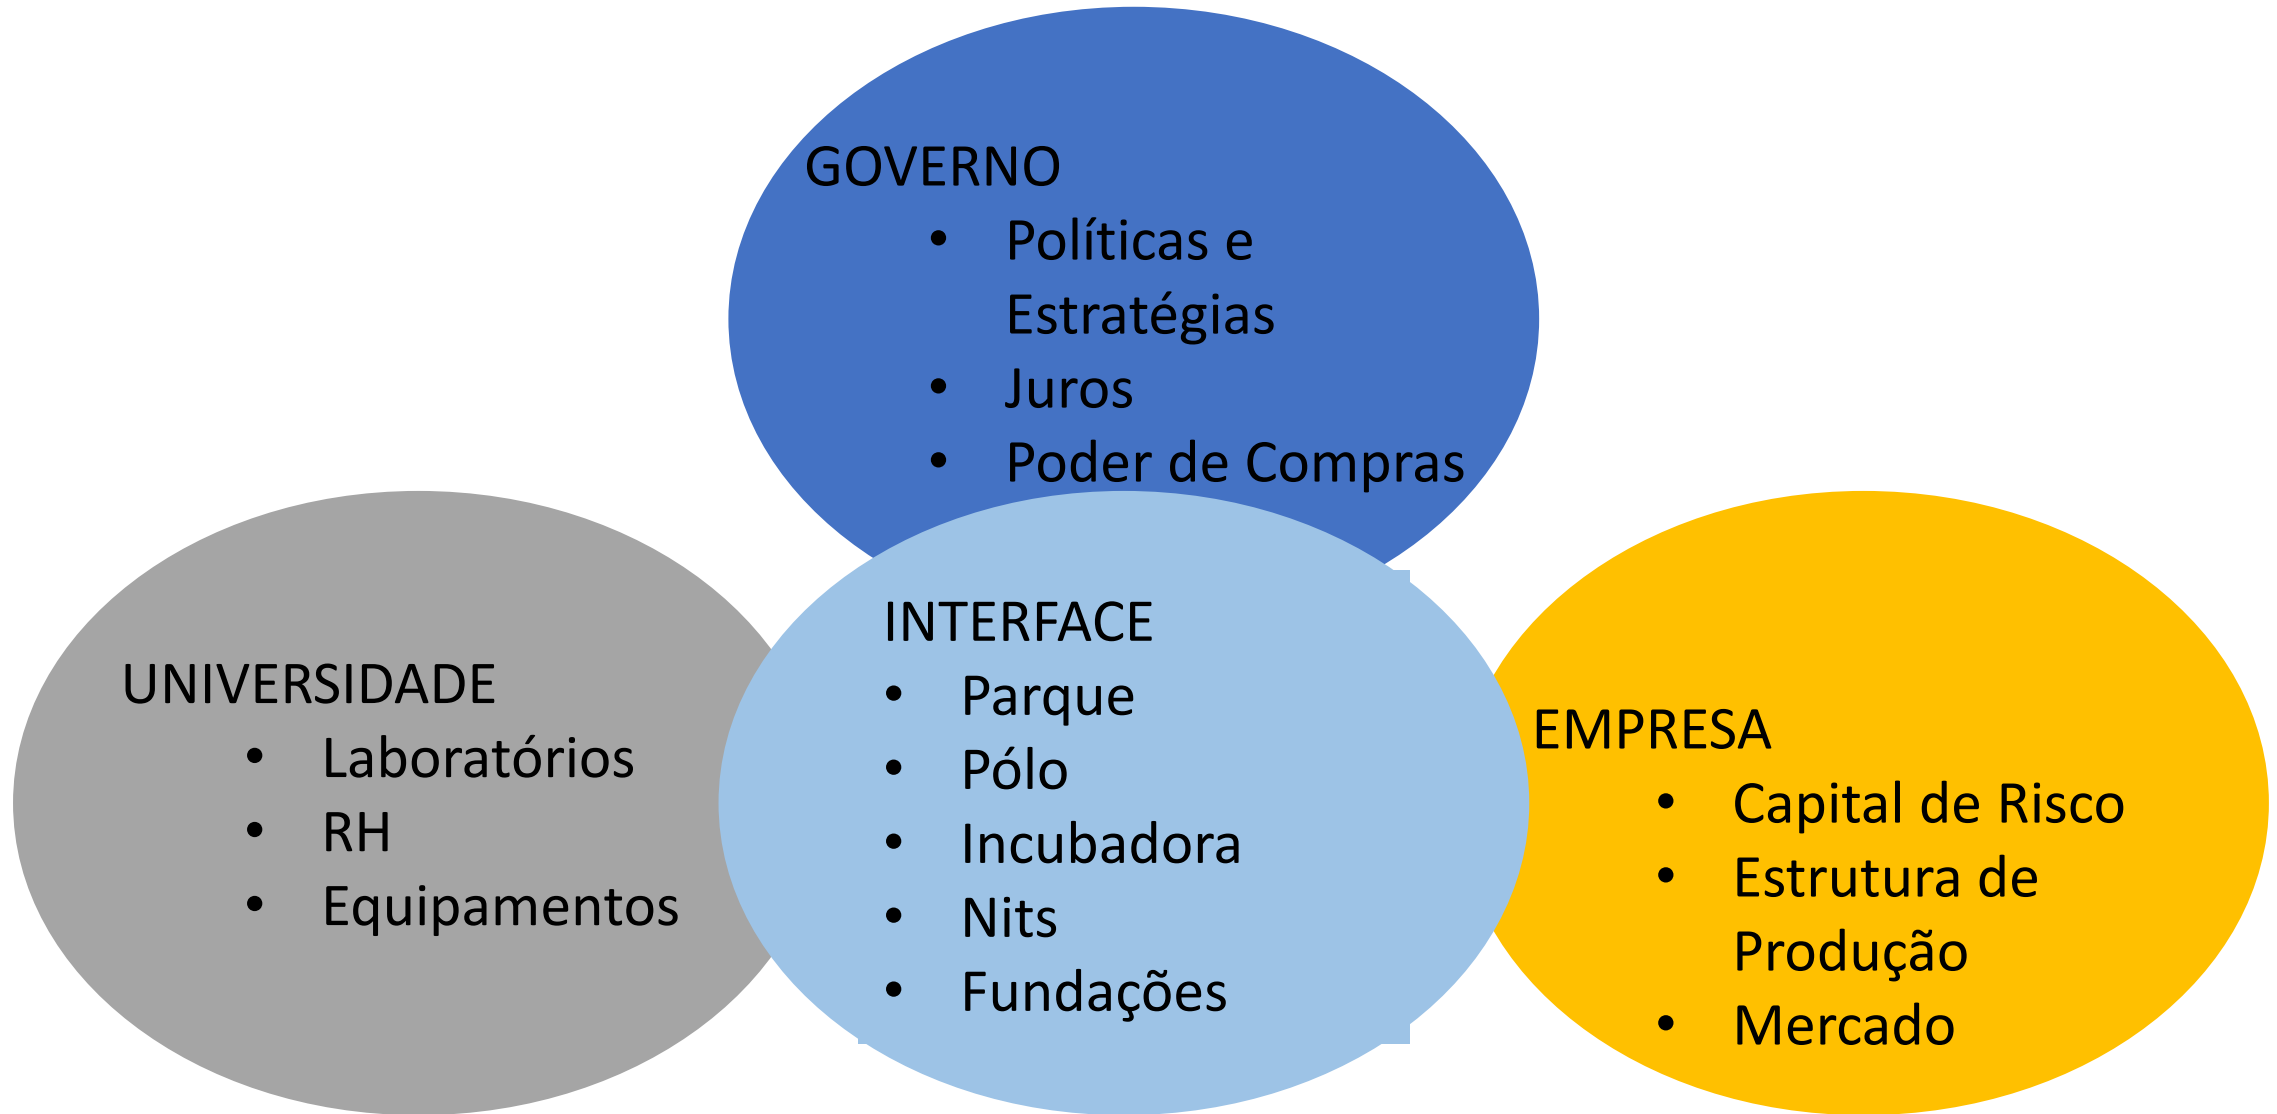 GOVERNO
• Políticas e
Estratégias
• Juros
• Poder de Compras
UNIVERSIDADE
• Laboratórios
• RH
• Equipamentos
INTERFACE
• Parque
• Pólo
• Incubadora
• Nits
• Fundações
EMPRESA
• Capital de Risco
• Estrutura de
Produção
• Mercado